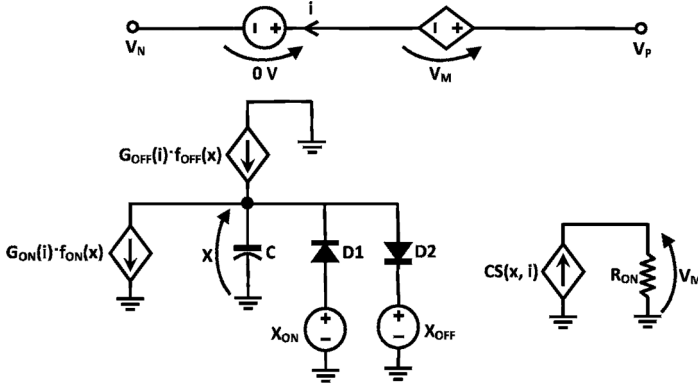 i
V_N
− +
− +
V_P
0 V
V_M
G_OFF(i)·f_OFF(x)
G_ON(i)·f_ON(x)
X
C
D1
D2
CS(x, i)
R_ON
V_M
+
−
+
−
X_ON
X_OFF